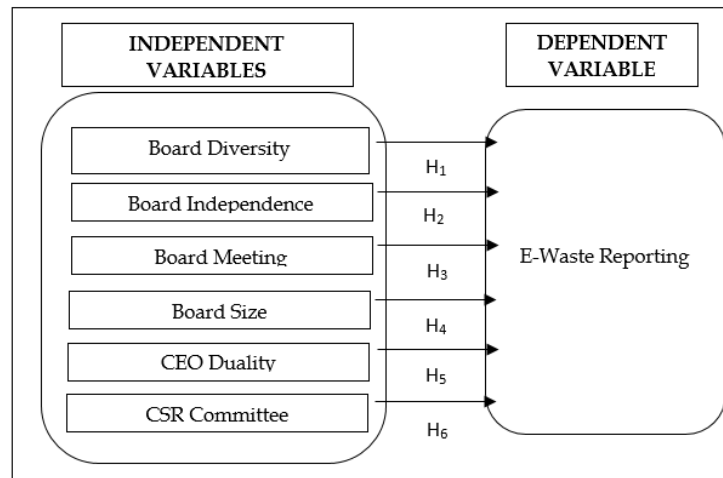 INDEPENDENT
VARIABLES
DEPENDENT
VARIABLE
Board Diversity
H1
Board Independence
H2
Board Meeting
H3
E-Waste Reporting
Board Size
H4
CEO Duality
H5
CSR Committee
H6